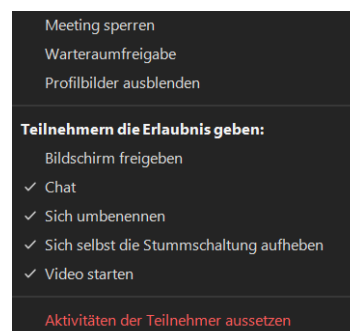 Meeting sperren
Warteraumfreigabe
Profilbilder ausblenden
Teilnehmern die Erlaubnis geben:
Bildschirm freigeben
✓ Chat
✓ Sich umbenennen
✓ Sich selbst die Stummschaltung aufheben
✓ Video starten
Aktivitäten der Teilnehmer aussetzen